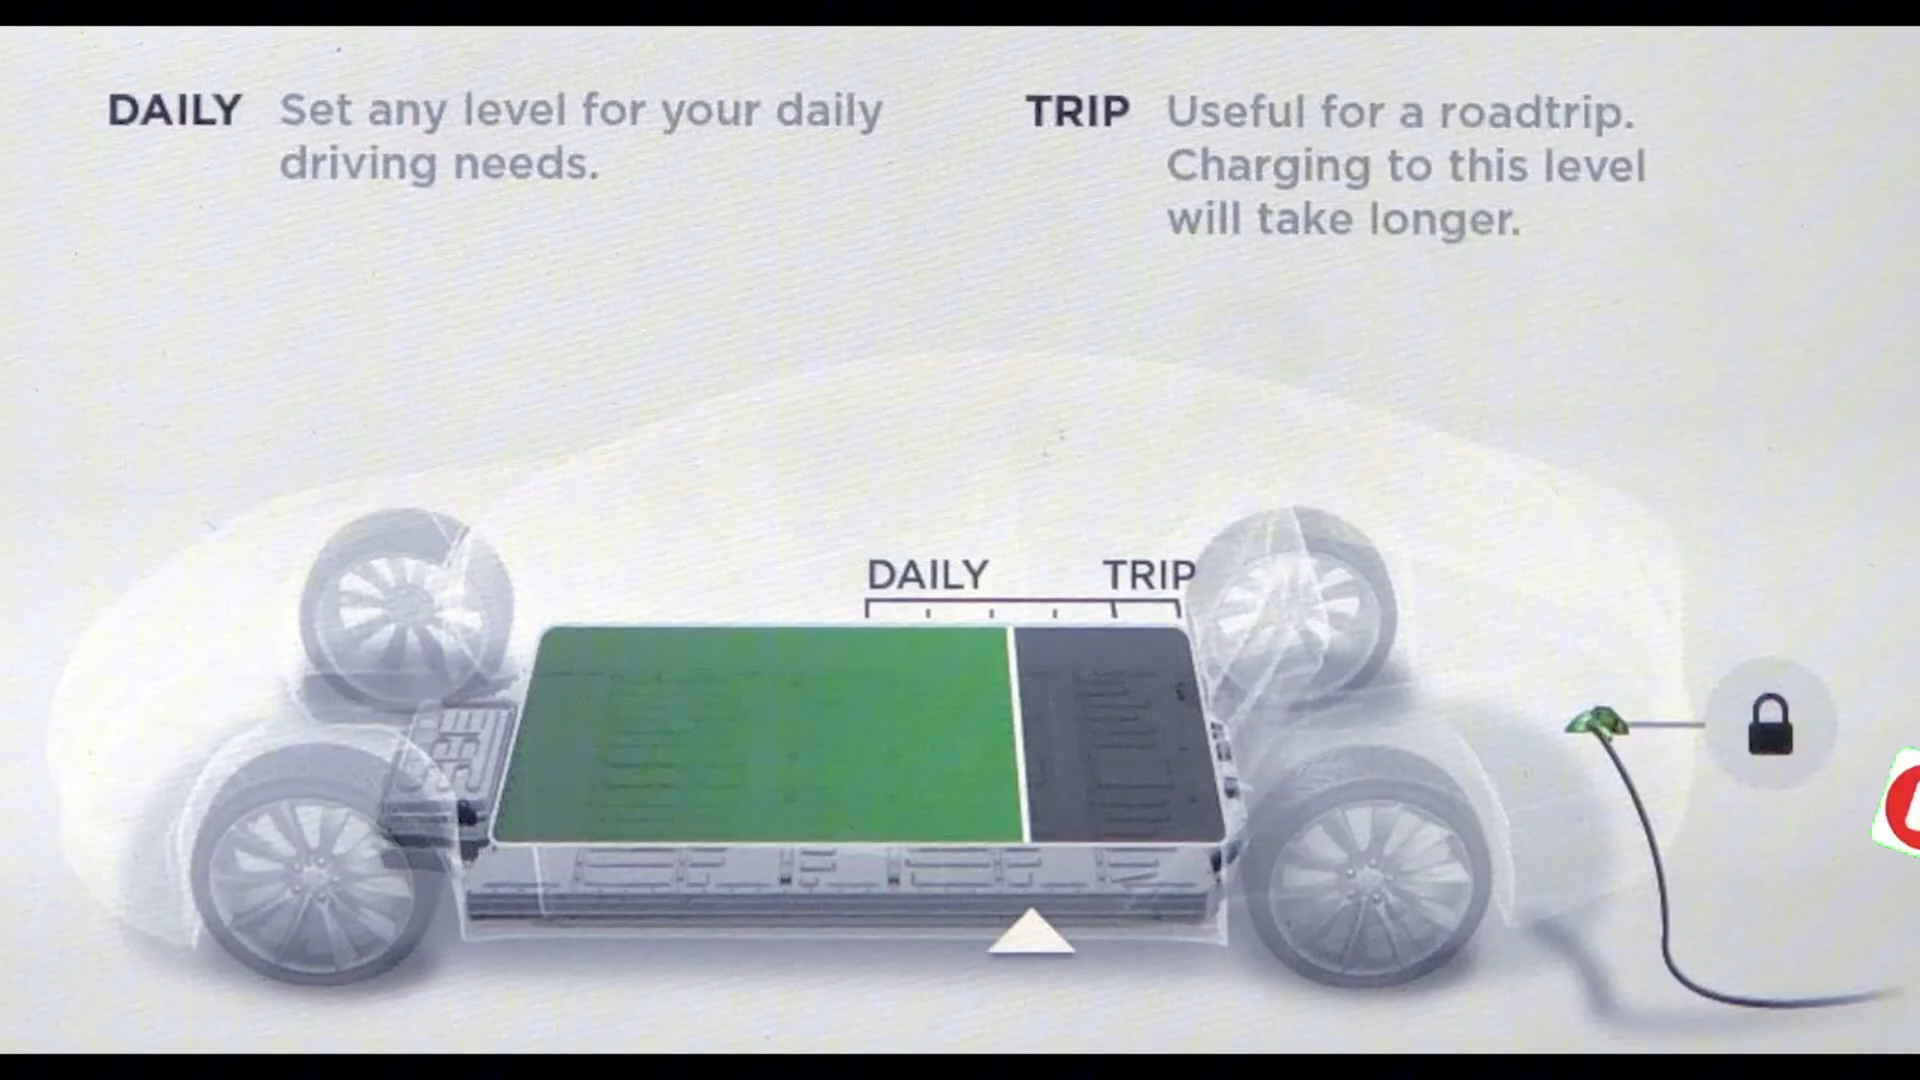 DAILY Set any level for your daily
driving needs.
TRIP Useful for a roadtrip.
Charging to this level
will take longer.
DAILY TRIP